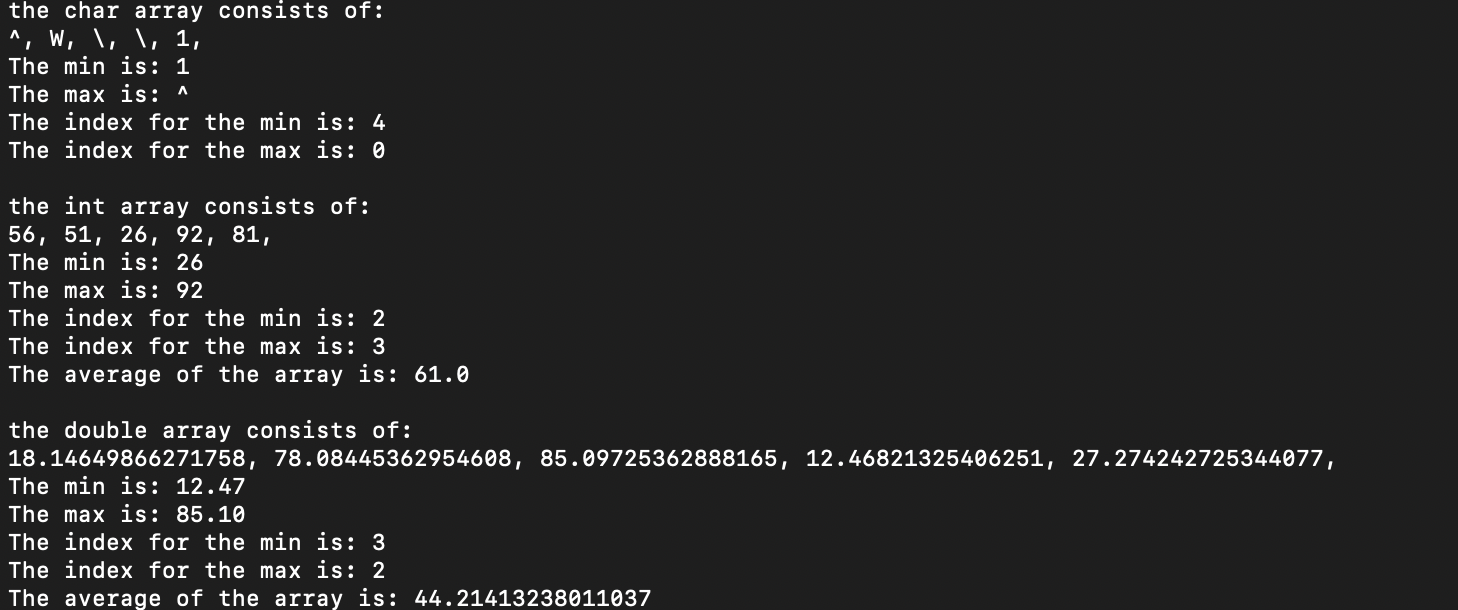 the char array consists of:
^, W, \, \, 1,
The min is: 1
The max is: ^
The index for the min is: 4
The index for the max is: 0
the int array consists of:
56, 51, 26, 92, 81,
The min is: 26
The max is: 92
The index for the min is: 2
The index for the max is: 3
The average of the array is: 61.0
the double array consists of:
18.14649866271758, 78.08445362954608, 85.09725362888165, 12.46821325406251, 27.274242725344077,
The min is: 12.47
The max is: 85.10
The index for the min is: 3
The index for the max is: 2
The average of the array is: 44.21413238011037